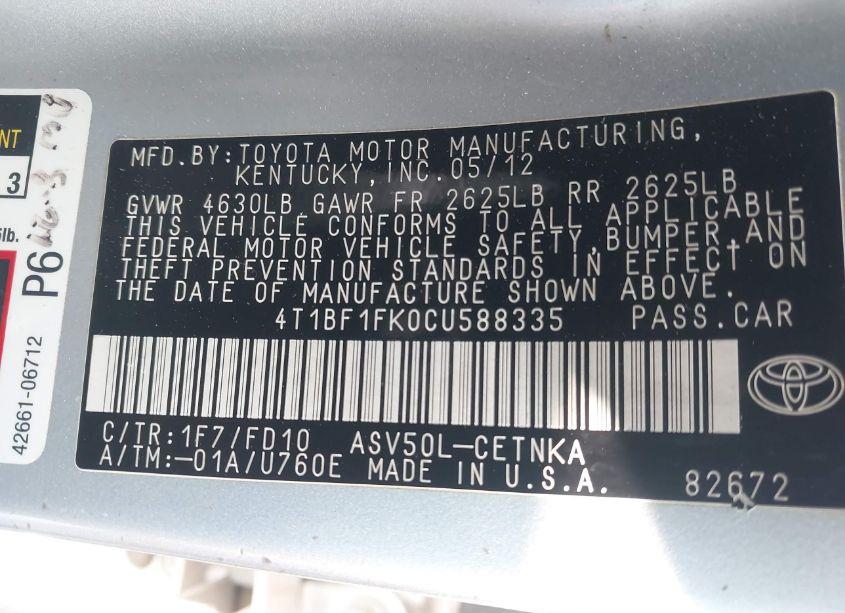 MFD.BY:TOYOTA MOTOR MANUFACTURING,
KENTUCKY,INC.05/12
GVWR 4630LB GAWR FR 2625LB RR 2625LB
THIS VEHICLE CONFORMS TO ALL APPLICABLE
FEDERAL MOTOR VEHICLE SAFETY,BUMPER,AND
THEFT PREVENTION STANDARDS IN EFFECT ON
THE DATE OF MANUFACTURE SHOWN ABOVE.
4T1BF1FK0CU588335 PASS.CAR
C/TR:1F7/FD10 ASV50L-CETNKA
A/TM:-01A/U760E MADE IN U.S.A.
82672
NT
3
lb.
P6
42661-06712